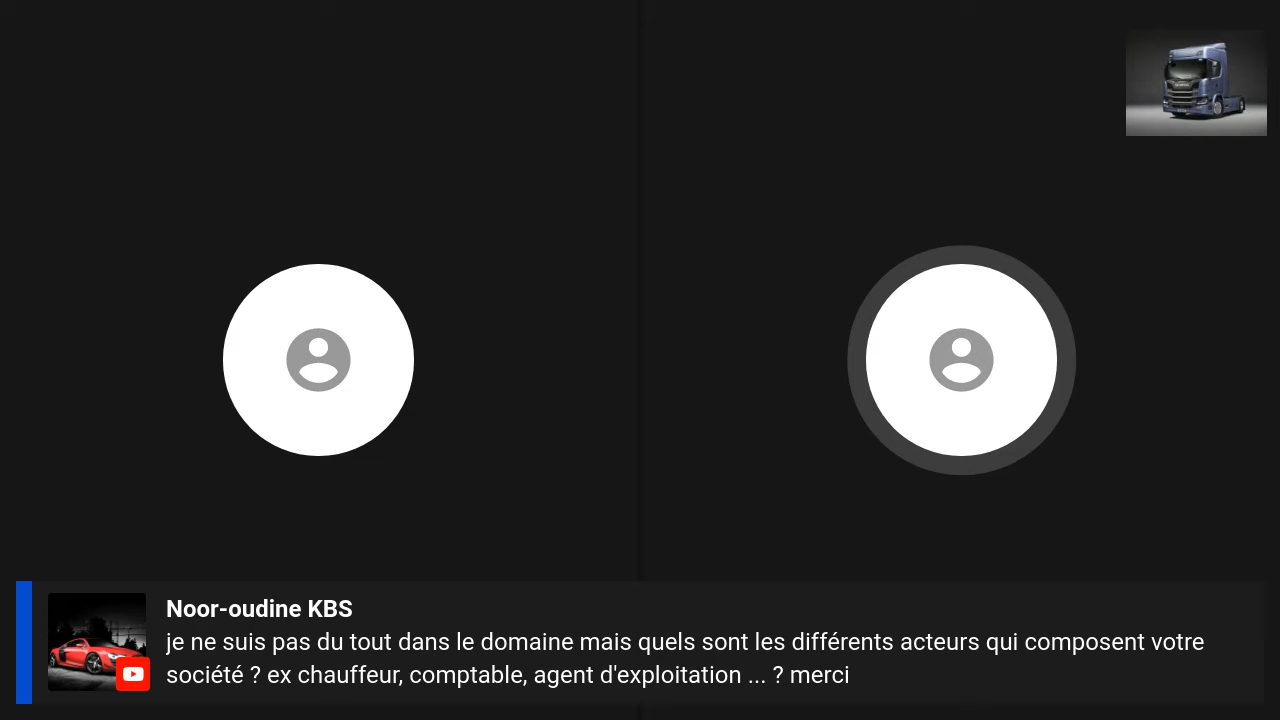 Noor-oudine KBS
je ne suis pas du tout dans le domaine mais quels sont les différents acteurs qui composent votre
société ? ex chauffeur, comptable, agent d'exploitation ... ? merci